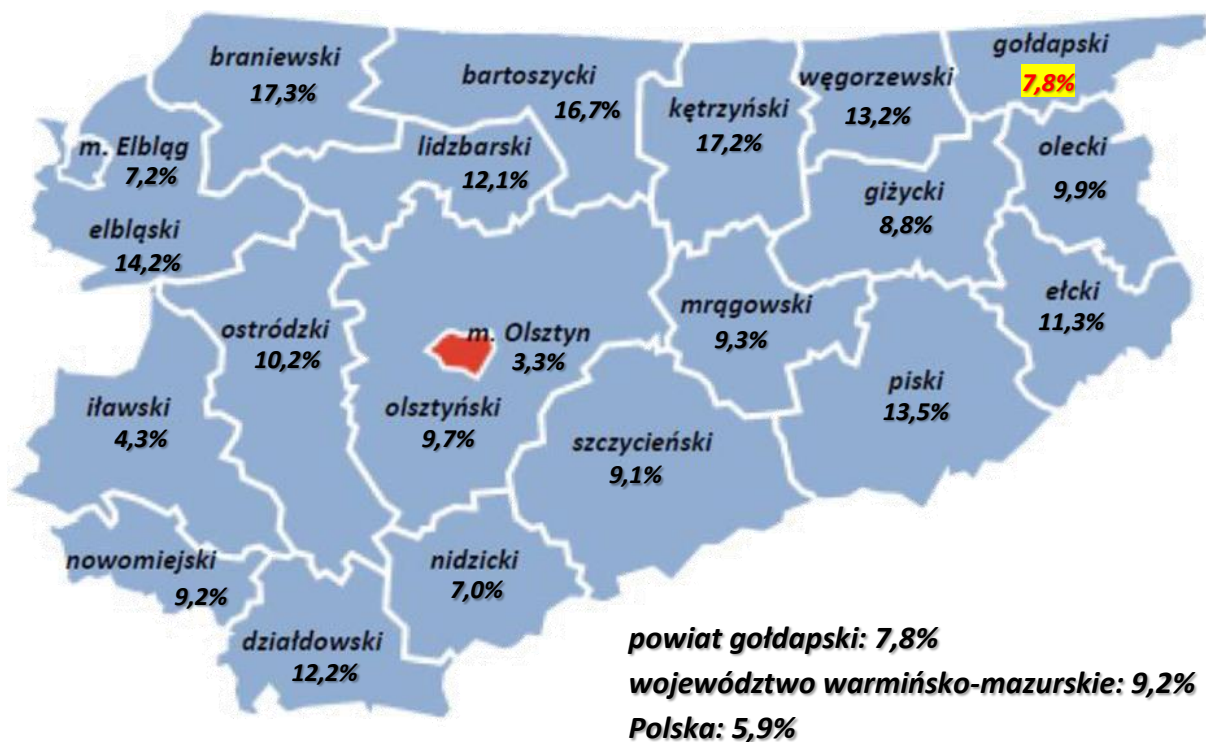 braniewski
17,3%
bartoszycki
16,7%
kętrzyński
17,2%
węgorzewski
13,2%
gołdapski
7,8%
m. Elbląg
7,2%
lidzbarski
12,1%
olecki
9,9%
giżycki
8,8%
elbląski
14,2%
ełcki
11,3%
mrągowski
9,3%
ostródzki
10,2%
m. Olsztyn
3,3%
piski
13,5%
iławski
4,3%
olsztyński
9,7%
szczycieński
9,1%
nowomiejski
9,2%
nidzicki
7,0%
działdowski
12,2%
powiat gołdapski: 7,8%
województwo warmińsko-mazurskie: 9,2%
Polska: 5,9%